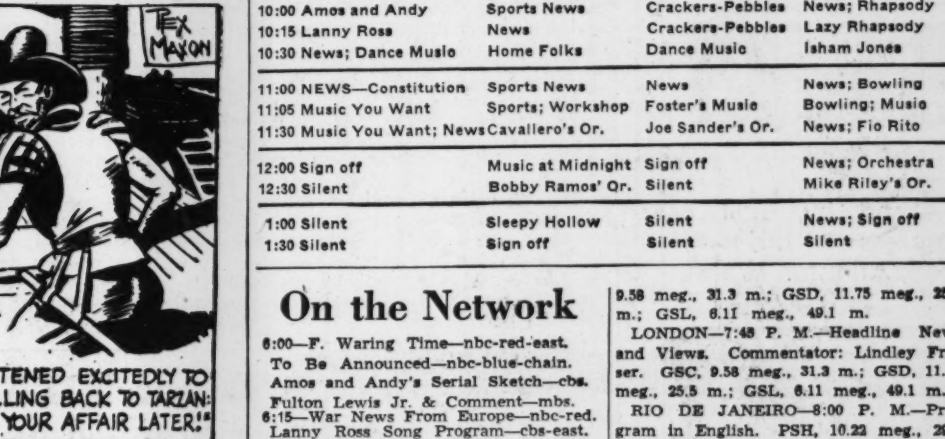 REX
MAXON
TENED EXCITEDLY TO
LING BACK TO TARZAN:
YOUR AFFAIR LATER!"
10:00 Amos and Andy Sports News Crackers-Pebbles News; Rhapsody
10:15 Lanny Ross News Crackers-Pebbles Lazy Rhapsody
10:30 News; Dance Music Home Folks Dance Music Isham Jones
11:00 NEWS—Constitution Sports News News News; Bowling
11:05 Music You Want Sports; Workshop Foster's Music Bowling; Music
11:30 Music You Want; News Cavallero's Or. Joe Sander's Or. News; Fio Rito
12:00 Sign off Music at Midnight Sign off News; Orchestra
12:30 Silent Bobby Ramos' Or. Silent Mike Riley's Or.
1:00 Silent Sleepy Hollow Silent News; Sign off
1:30 Silent Sign off Silent Silent
On the Network
6:00—F. Waring Time—nbc-red-east.
To Be Announced—nbc-blue-chain.
Amos and Andy's Serial Sketch—cbs.
Fulton Lewis Jr. & Comment—mbs.
6:15—War News From Europe—nbc-red.
Lanny Ross Song Program—cbs-east.
9.58 meg., 31.3 m.; GSD, 11.75 meg., 25
m.; GSL, 6.11 meg., 49.1 m.
LONDON—7:45 P. M.—Headline New
and Views. Commentator: Lindley Fr
ser. GSC, 9.58 meg., 31.3 m.; GSD, 11.
meg., 25.5 m.; GSL, 6.11 meg., 49.1 m.
RIO DE JANEIRO—8:00 P. M.—Pr
gram in English. PSH, 10.22 meg., 2